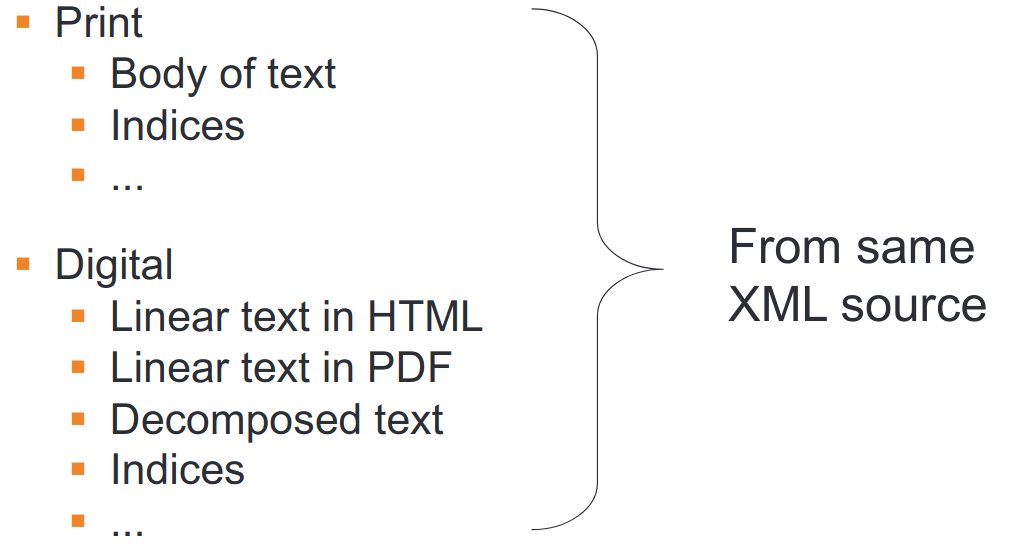 Print
Body of text
Indices
...
Digital
Linear text in HTML
Linear text in PDF
Decomposed text
Indices
...
From same
XML source